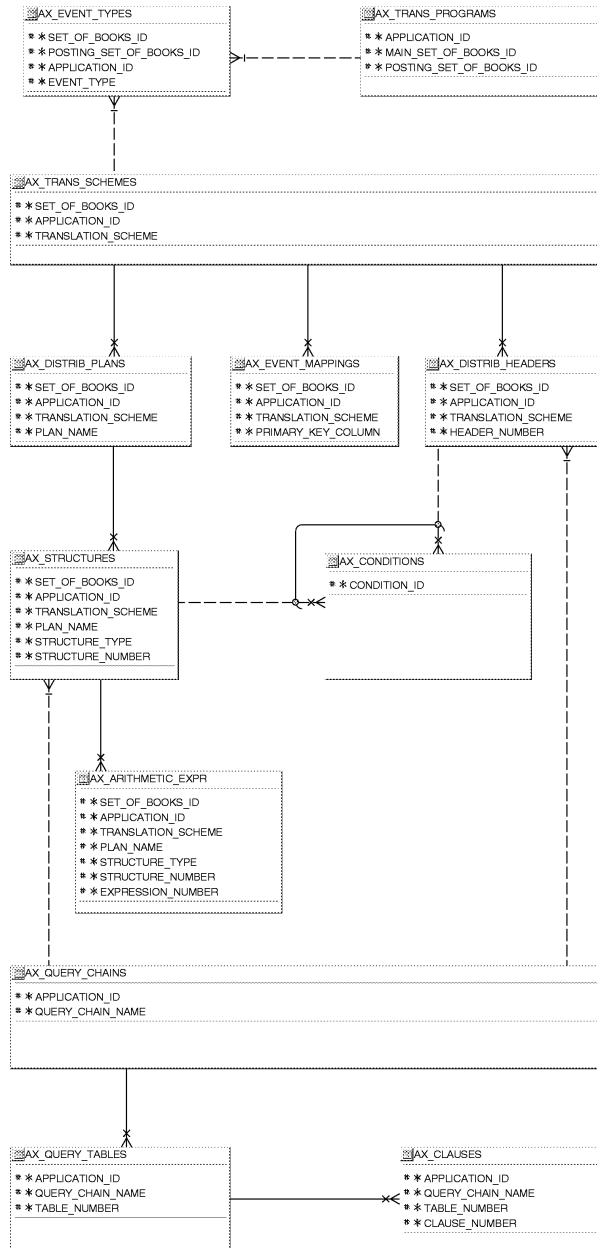 AX_EVENT_TYPES
# * SET_OF_BOOKS_ID
# * POSTING_SET_OF_BOOKS_ID
# * APPLICATION_ID
# * EVENT_TYPE
AX_TRANS_PROGRAMS
# * APPLICATION_ID
# * MAIN_SET_OF_BOOKS_ID
# * POSTING_SET_OF_BOOKS_ID
AX_TRANS_SCHEMES
# * SET_OF_BOOKS_ID
# * APPLICATION_ID
# * TRANSLATION_SCHEME
AX_DISTRIB_PLANS
# * SET_OF_BOOKS_ID
# * APPLICATION_ID
# * TRANSLATION_SCHEME
# * PLAN_NAME
AX_EVENT_MAPPINGS
# * SET_OF_BOOKS_ID
# * APPLICATION_ID
# * TRANSLATION_SCHEME
# * PRIMARY_KEY_COLUMN
AX_DISTRIB_HEADERS
# * SET_OF_BOOKS_ID
# * APPLICATION_ID
# * TRANSLATION_SCHEME
# * HEADER_NUMBER
AX_STRUCTURES
# * SET_OF_BOOKS_ID
# * APPLICATION_ID
# * TRANSLATION_SCHEME
# * PLAN_NAME
# * STRUCTURE_TYPE
# * STRUCTURE_NUMBER
AX_CONDITIONS
# * CONDITION_ID
AX_ARITHMETIC_EXPR
# * SET_OF_BOOKS_ID
# * APPLICATION_ID
# * TRANSLATION_SCHEME
# * PLAN_NAME
# * STRUCTURE_TYPE
# * STRUCTURE_NUMBER
# * EXPRESSION_NUMBER
AX_QUERY_CHAINS
# * APPLICATION_ID
# * QUERY_CHAIN_NAME
AX_QUERY_TABLES
# * APPLICATION_ID
# * QUERY_CHAIN_NAME
# * TABLE_NUMBER
AX_CLAUSES
# * APPLICATION_ID
# * QUERY_CHAIN_NAME
# * TABLE_NUMBER
# * CLAUSE_NUMBER